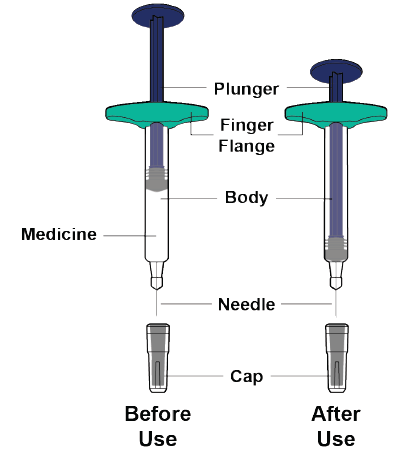 Plunger
Finger
Flange
Body
Medicine
Needle
Cap
Before
Use
After
Use